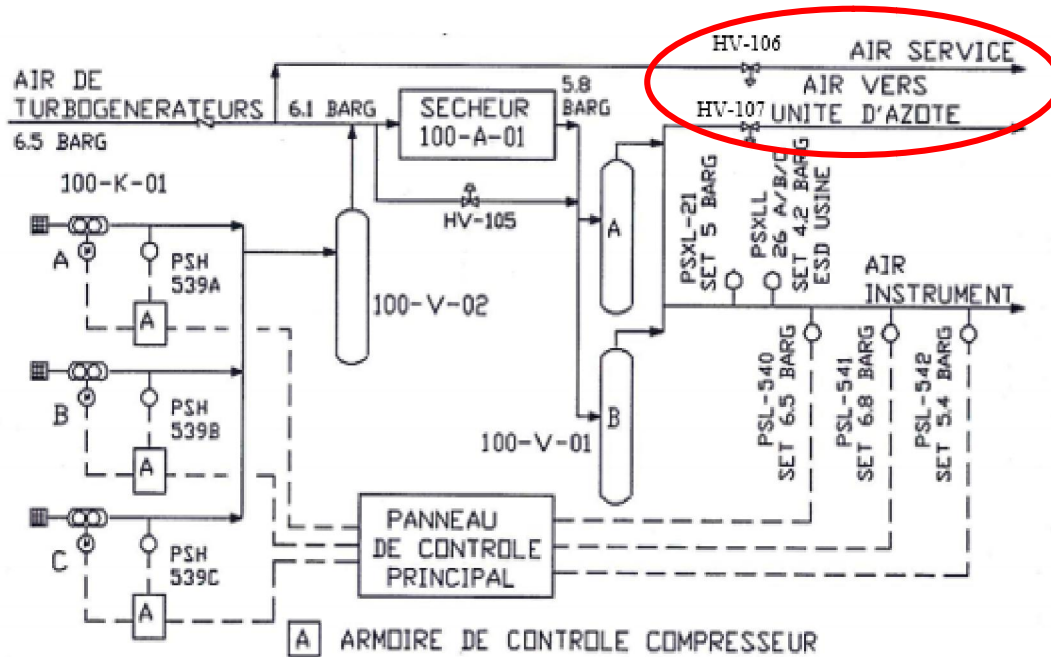 HV-106
AIR SERVICE
AIR DE
TURBOGENERATEURS
6.5 BARG
6.1 BARG
SECHEUR
100-A-01
5.8
BARG
AIR VERS
HV-107
UNITE D'AZOTE
100-K-01
HV-105
A
PSH
539A
A
100-V-02
A
PSXL-21
SET 5 BARG
PSXLL
26 A/B/
SET 4.2 BARG
ESD USINE
AIR
INSTRUMENT
B
PSH
539B
A
B
100-V-01
PSL-540
SET 6.5 BARG
PSL-541
SET 6.8 BARG
PSL-542
SET 5.4 BARG
C
PSH
539C
A
PANNEAU
DE CONTROLE
PRINCIPAL
A ARMOIRE DE CONTROLE COMPRESSEUR